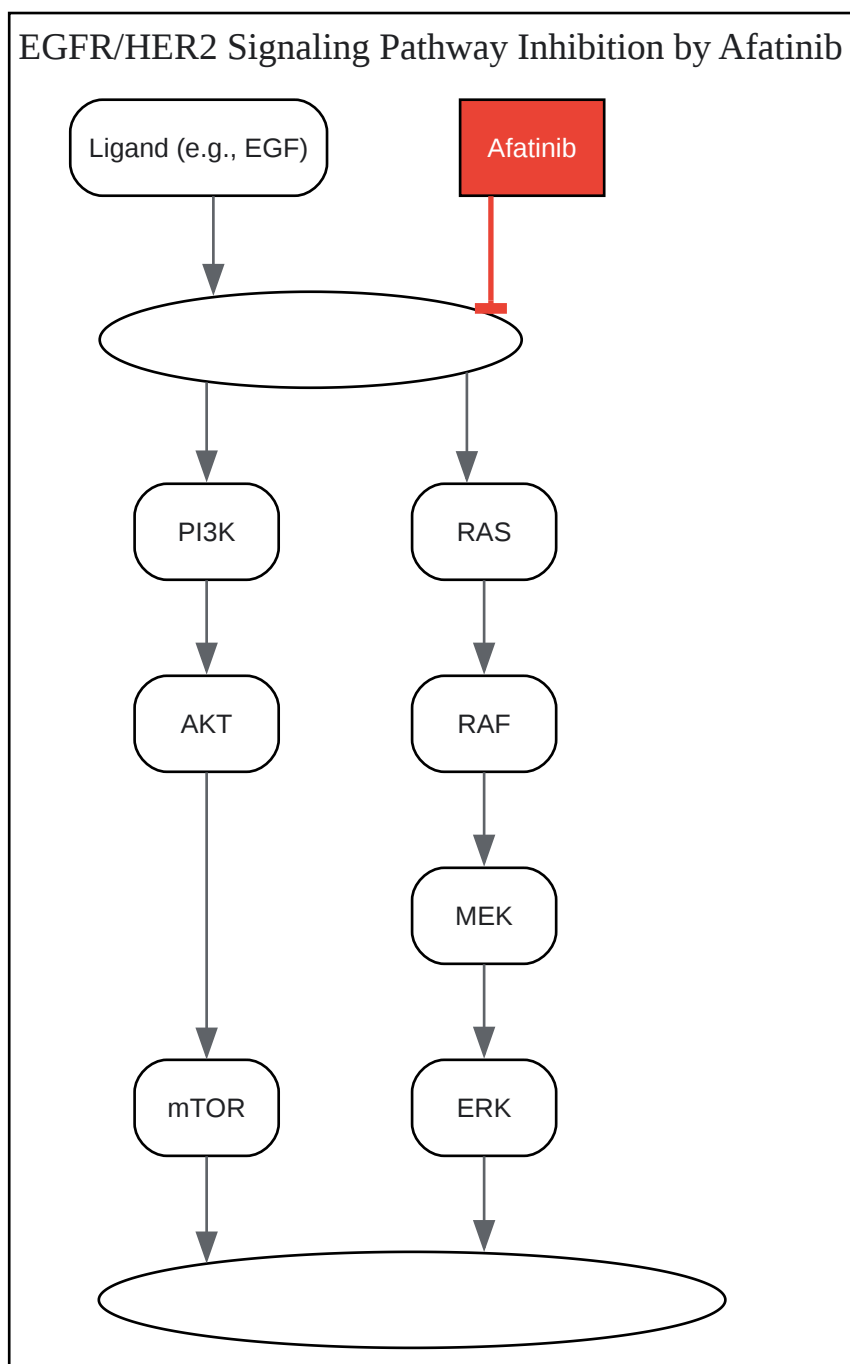 EGFR/HER2 Signaling Pathway Inhibition by Afatinib
Ligand (e.g., EGF)
Afatinib
PI3K
RAS
AKT
RAF
MEK
mTOR
ERK